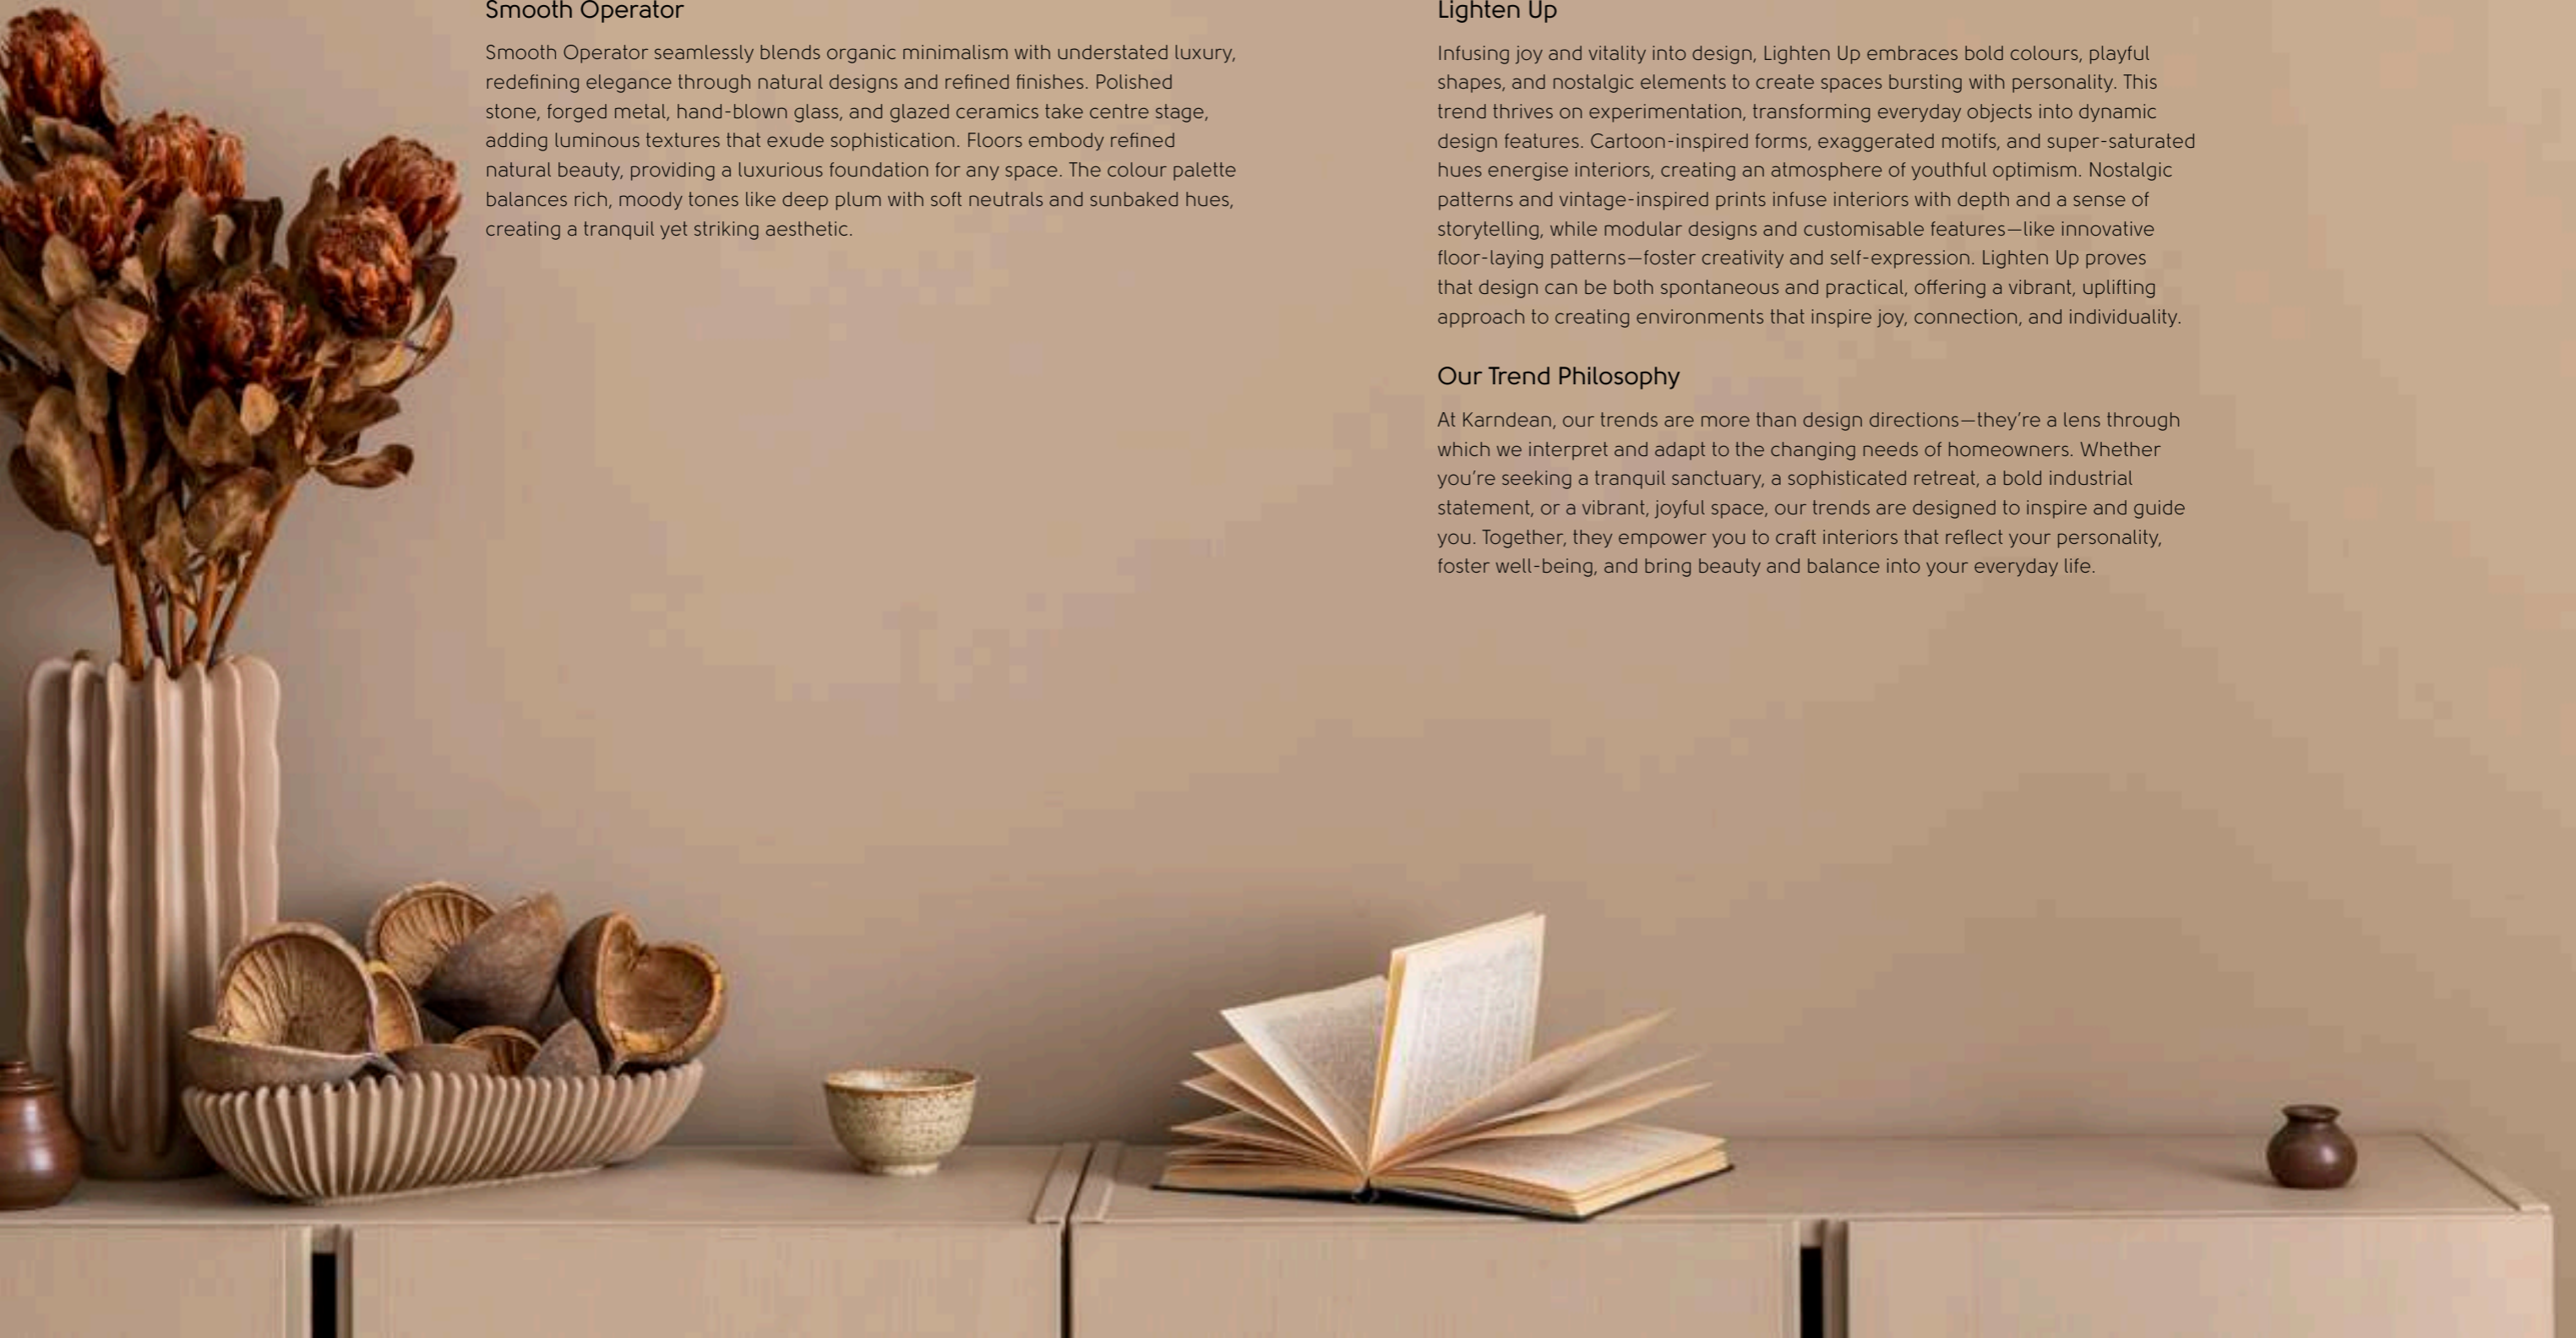 Smooth Operator
Smooth Operator seamlessly blends organic minimalism with understated luxury,
redefining elegance through natural designs and refined finishes. Polished
stone, forged metal, hand-blown glass, and glazed ceramics take centre stage,
adding luminous textures that exude sophistication. Floors embody refined
natural beauty, providing a luxurious foundation for any space. The colour palette
balances rich, moody tones like deep plum with soft neutrals and sunbaked hues,
creating a tranquil yet striking aesthetic.
Lighten Up
Infusing joy and vitality into design, Lighten Up embraces bold colours, playful
shapes, and nostalgic elements to create spaces bursting with personality. This
trend thrives on experimentation, transforming everyday objects into dynamic
design features. Cartoon-inspired forms, exaggerated motifs, and super-saturated
hues energise interiors, creating an atmosphere of youthful optimism. Nostalgic
patterns and vintage-inspired prints infuse interiors with depth and a sense of
storytelling, while modular designs and customisable features—like innovative
floor-laying patterns—foster creativity and self-expression. Lighten Up proves
that design can be both spontaneous and practical, offering a vibrant, uplifting
approach to creating environments that inspire joy, connection, and individuality.
Our Trend Philosophy
At Karndean, our trends are more than design directions—they’re a lens through
which we interpret and adapt to the changing needs of homeowners. Whether
you’re seeking a tranquil sanctuary, a sophisticated retreat, a bold industrial
statement, or a vibrant, joyful space, our trends are designed to inspire and guide
you. Together, they empower you to craft interiors that reflect your personality,
foster well-being, and bring beauty and balance into your everyday life.